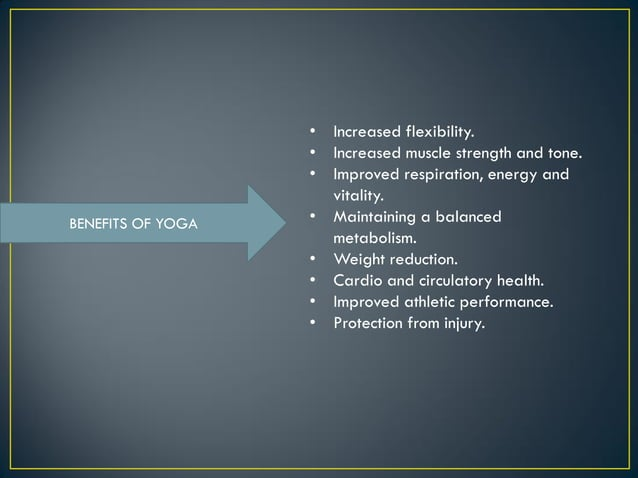 BENEFITS OF YOGA
• Increased flexibility.
• Increased muscle strength and tone.
• Improved respiration, energy and
vitality.
• Maintaining a balanced
metabolism.
• Weight reduction.
• Cardio and circulatory health.
• Improved athletic performance.
• Protection from injury.